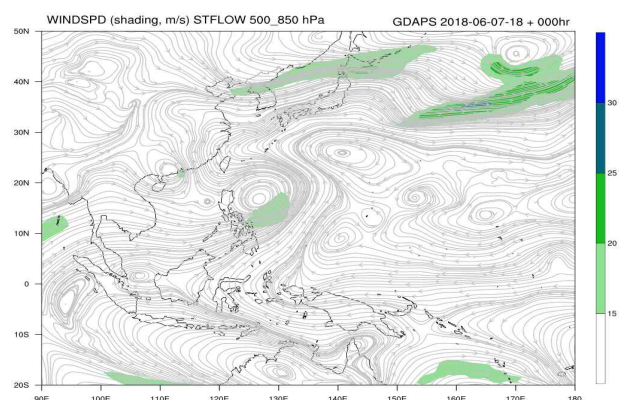 WINDSPD (shading, m/s) STFLOW 500_850 hPa
GDAPS 2018-06-07-18 + 000hr
50N
40N
30N
20N
10N
0
10S
20S
90E 100E 110E 120E 130E 140E 150E 160E 170E 180
30
25
20
15